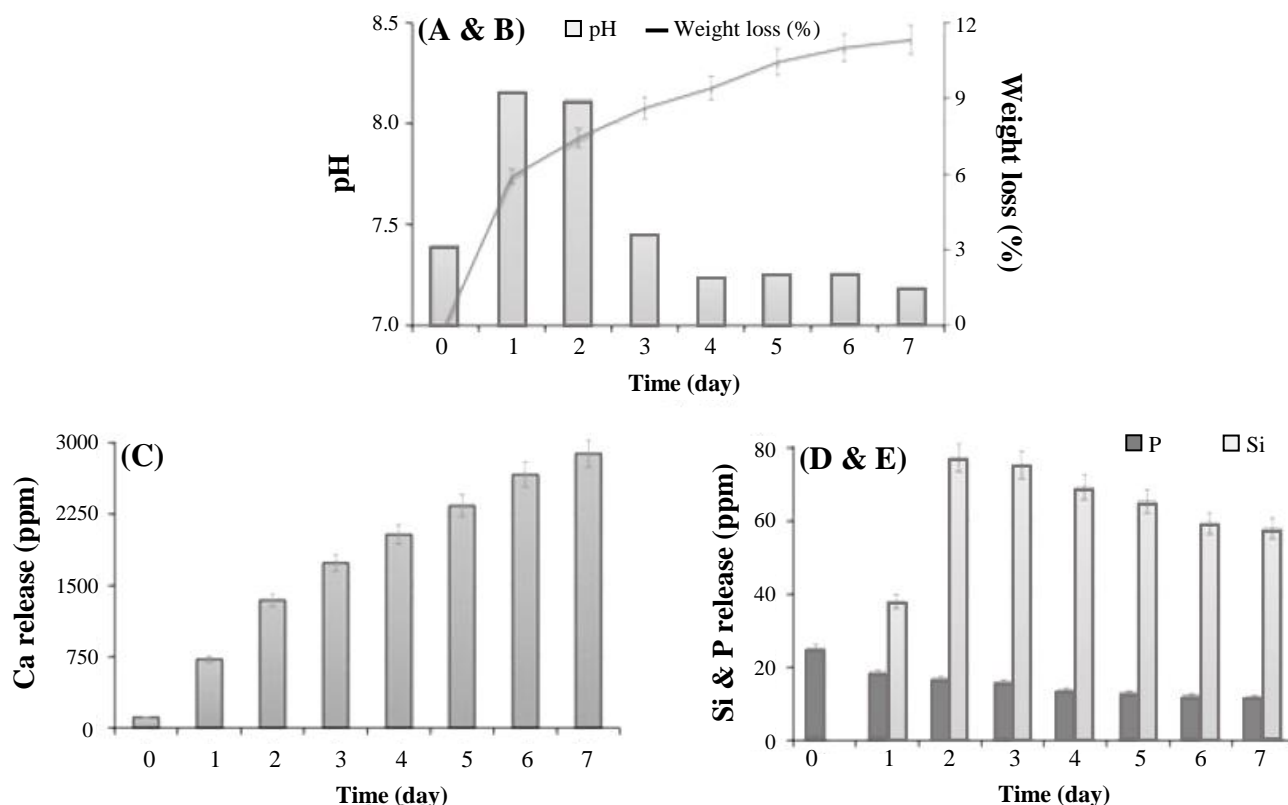 (A & B)
pH
Weight loss (%)
8.5
8.0
7.5
7.0
pH
12
9
6
3
0
Weight loss (%)
0 1 2 3 4 5 6 7
Time (day)
(C)
3000
2250
1500
750
0
Ca release (ppm)
0 1 2 3 4 5 6 7
Time (day)
(D & E)
P
Si
80
60
40
20
0
Si & P release (ppm)
0 1 2 3 4 5 6 7
Time (day)